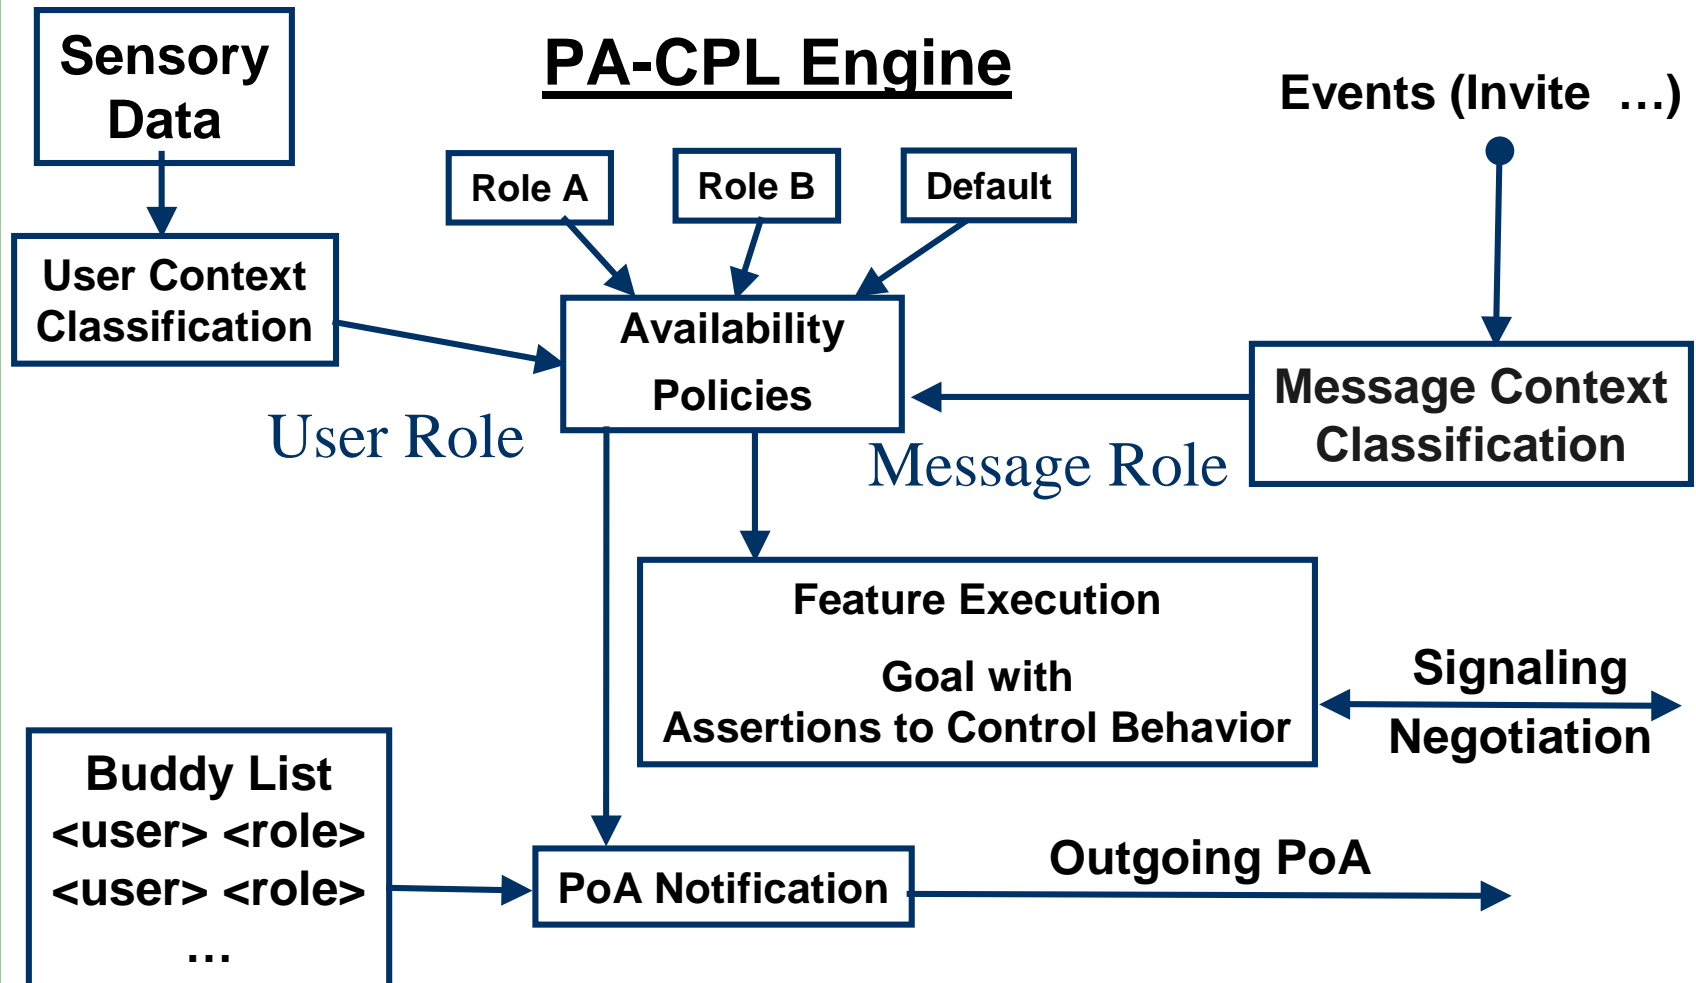 Sensory
Data
PA-CPL Engine
Events (Invite ...)
Role A
Role B
Default
User Context
Classification
Availability
Policies
Message Context
Classification
User Role
Message Role
Feature Execution
Goal with
Assertions to Control Behavior
Signaling
Negotiation
Buddy List
<user> <role>
<user> <role>
...
PoA Notification
Outgoing PoA